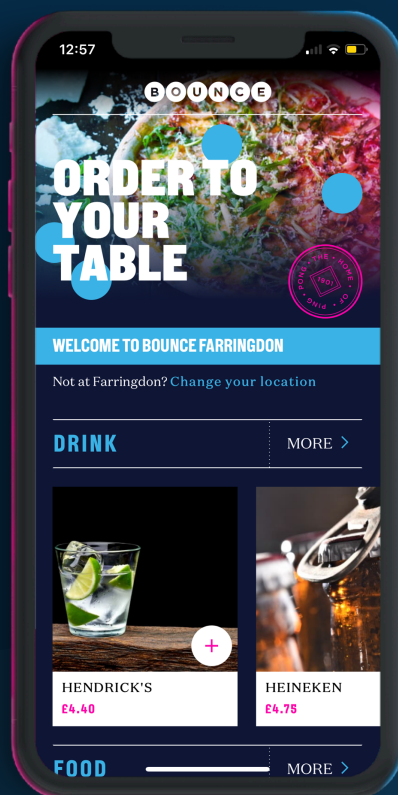 12:57
BOUNCE
ORDER TO
YOUR
TABLE
THE • HOME • OF • PING • PONG •
1901
WELCOME TO BOUNCE FARRINGDON
Not at Farringdon? Change your location
DRINK
MORE
HENDRICK'S
£4.40
HEINEKEN
£4.75
FOOD
MORE